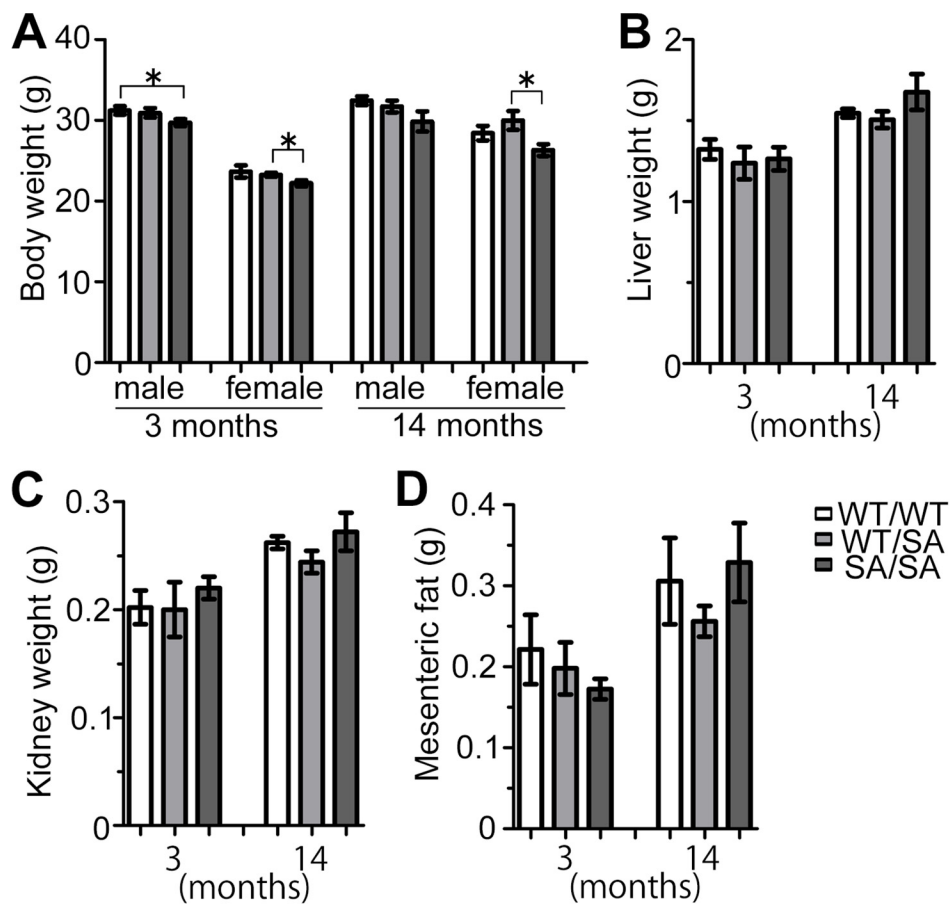 A
Body weight (g)
40
30
20
10
0
*
*
*
male
female
male
female
3 months
14 months
B
Liver weight (g)
2
1
0
3
14
(months)
C
Kidney weight (g)
0.3
0.2
0.1
0
3
14
(months)
D
Mesenteric fat (g)
0.4
0.3
0.2
0.1
0
3
14
(months)
WT/WT
WT/SA
SA/SA